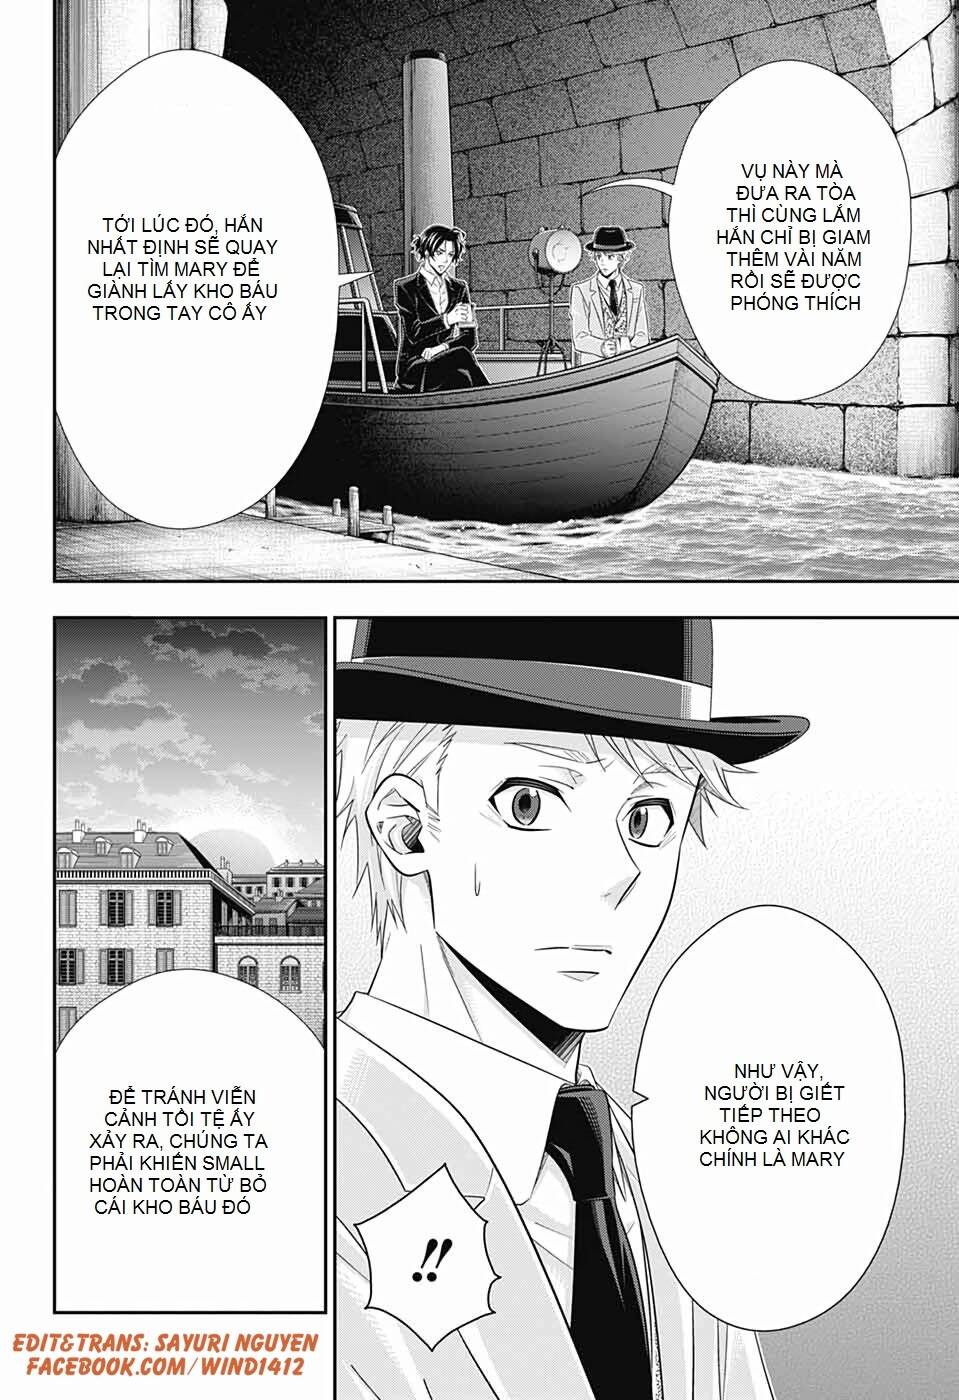 VỤ NÀY MÀ
ĐƯA RA TÒA
THÌ CÙNG LẮM
HẮN CHỈ BỊ GIAM
THÊM VÀI NĂM
RỒI SẼ ĐƯỢC
PHÓNG THÍCH
TỚI LÚC ĐÓ, HẮN
NHẤT ĐỊNH SẼ QUAY
LẠI TÌM MARY ĐỂ
GIÀNH LẤY KHO BÁU
TRONG TAY CÔ ẤY
NHƯ VẬY,
NGƯỜI BỊ GIẾT
TIẾP THEO
KHÔNG AI KHÁC
CHÍNH LÀ MARY
!!
ĐỂ TRÁNH VIỄN
CẢNH TỒI TỆ ẤY
XẢY RA, CHÚNG TA
PHẢI KHIẾN SMALL
HOÀN TOÀN TỪ BỎ
CÁI KHO BÁU ĐÓ
EDIT&TRANS: SAYURI NGUYEN
FACEBOOK.COM/WIND1412